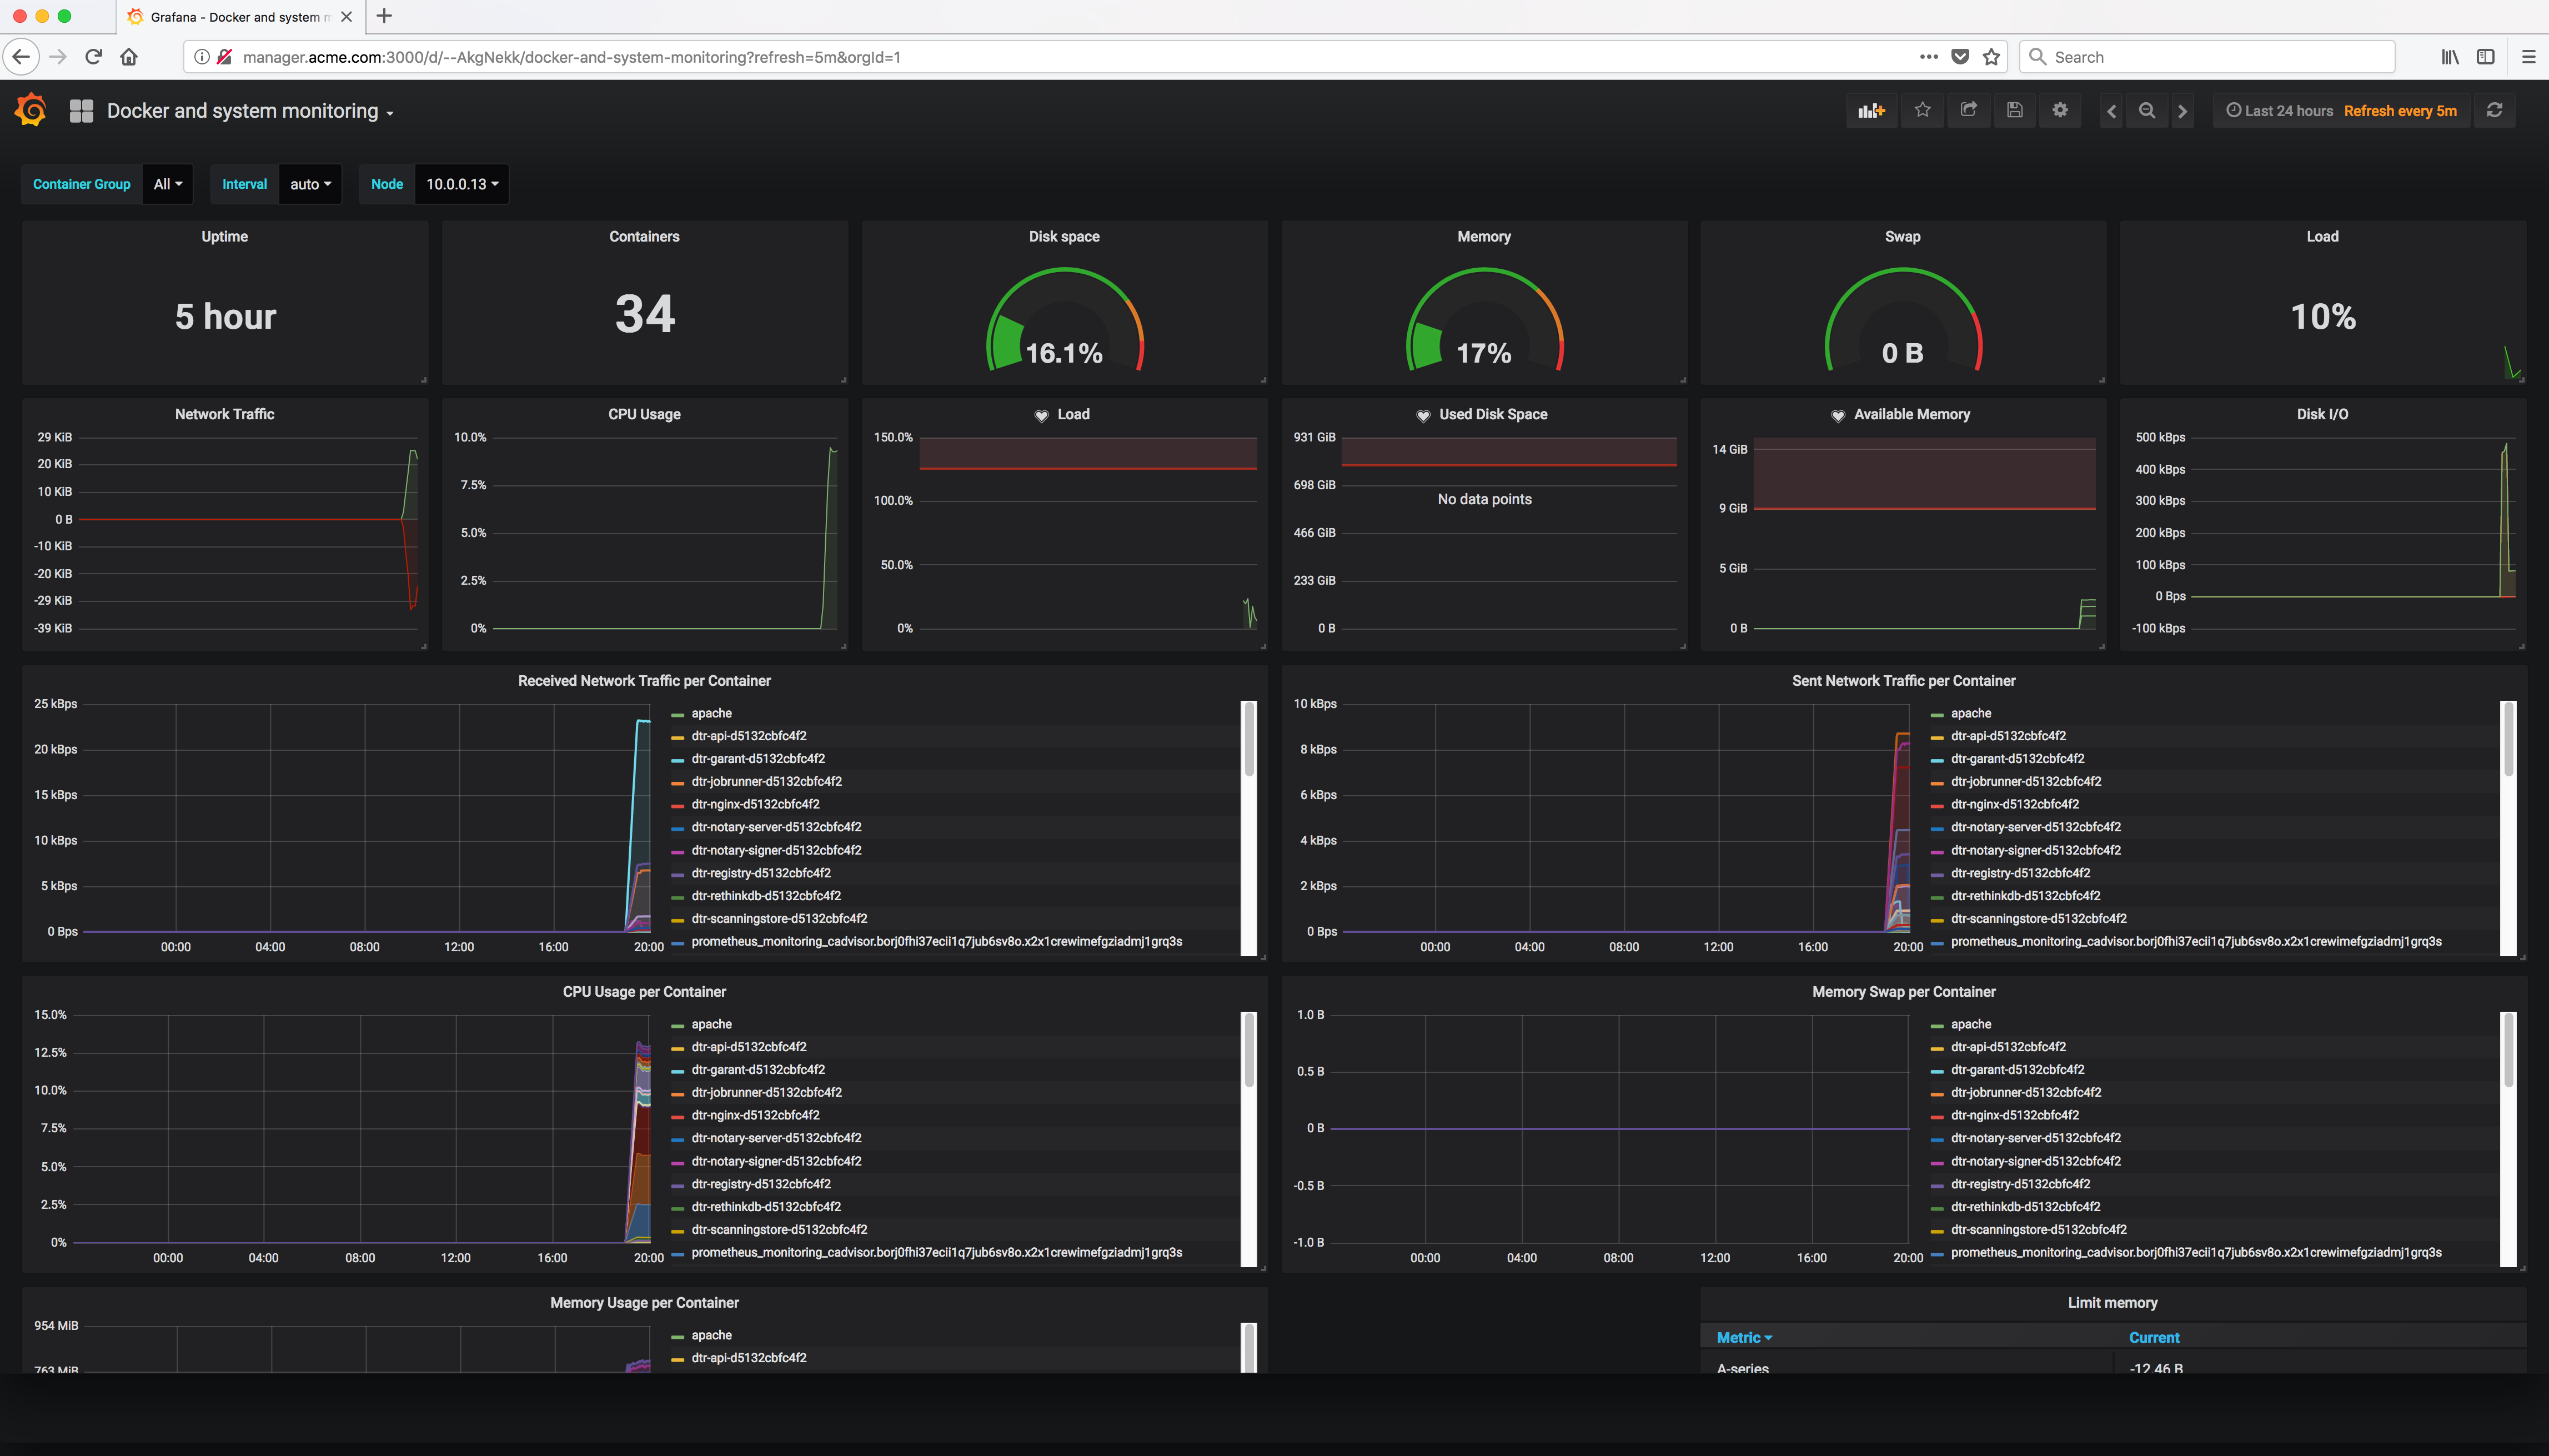 Grafana - Docker and system m
manager.acme.com:3000/d/--AkgNekk/docker-and-system-monitoring?refresh=5m&orgId=1
Search
Docker and system monitoring
Last 24 hours Refresh every 5m
Container Group All Interval auto Node 10.0.0.13
Uptime
5 hour
Containers
34
Disk space
16.1%
Memory
17%
Swap
0 B
Load
10%
Network Traffic
29 KiB
20 KiB
10 KiB
0 B
-10 KiB
-20 KiB
-29 KiB
-39 KiB
CPU Usage
10.0%
7.5%
5.0%
2.5%
0%
Load
150.0%
100.0%
50.0%
0%
Used Disk Space
931 GiB
698 GiB
No data points
466 GiB
233 GiB
0 B
Available Memory
14 GiB
9 GiB
5 GiB
0 B
Disk I/O
500 kBps
400 kBps
300 kBps
200 kBps
100 kBps
0 Bps
-100 kBps
Received Network Traffic per Container
25 kBps
20 kBps
15 kBps
10 kBps
5 kBps
0 Bps
00:00 04:00 08:00 12:00 16:00 20:00
apache
dtr-api-d5132cbfc4f2
dtr-garant-d5132cbfc4f2
dtr-jobrunner-d5132cbfc4f2
dtr-nginx-d5132cbfc4f2
dtr-notary-server-d5132cbfc4f2
dtr-notary-signer-d5132cbfc4f2
dtr-registry-d5132cbfc4f2
dtr-rethinkdb-d5132cbfc4f2
dtr-scanningstore-d5132cbfc4f2
prometheus_monitoring_cadvisor.borj0fhl37ecii1q7jub6sv8o.x2x1crewimefgziadmj1grq3s
Sent Network Traffic per Container
10 kBps
8 kBps
6 kBps
4 kBps
2 kBps
0 Bps
00:00 04:00 08:00 12:00 16:00 20:00
apache
dtr-api-d5132cbfc4f2
dtr-garant-d5132cbfc4f2
dtr-jobrunner-d5132cbfc4f2
dtr-nginx-d5132cbfc4f2
dtr-notary-server-d5132cbfc4f2
dtr-notary-signer-d5132cbfc4f2
dtr-registry-d5132cbfc4f2
dtr-rethinkdb-d5132cbfc4f2
dtr-scanningstore-d5132cbfc4f2
prometheus_monitoring_cadvisor.borj0fhl37ecii1q7jub6sv8o.x2x1crewimefgziadmj1grq3s
CPU Usage per Container
15.0%
12.5%
10.0%
7.5%
5.0%
2.5%
0%
00:00 04:00 08:00 12:00 16:00 20:00
apache
dtr-api-d5132cbfc4f2
dtr-garant-d5132cbfc4f2
dtr-jobrunner-d5132cbfc4f2
dtr-nginx-d5132cbfc4f2
dtr-notary-server-d5132cbfc4f2
dtr-notary-signer-d5132cbfc4f2
dtr-registry-d5132cbfc4f2
dtr-rethinkdb-d5132cbfc4f2
dtr-scanningstore-d5132cbfc4f2
prometheus_monitoring_cadvisor.borj0fhl37ecii1q7jub6sv8o.x2x1crewimefgziadmj1grq3s
Memory Swap per Container
1.0 B
0.5 B
0 B
-0.5 B
-1.0 B
00:00 04:00 08:00 12:00 16:00 20:00
apache
dtr-api-d5132cbfc4f2
dtr-garant-d5132cbfc4f2
dtr-jobrunner-d5132cbfc4f2
dtr-nginx-d5132cbfc4f2
dtr-notary-server-d5132cbfc4f2
dtr-notary-signer-d5132cbfc4f2
dtr-registry-d5132cbfc4f2
dtr-rethinkdb-d5132cbfc4f2
dtr-scanningstore-d5132cbfc4f2
prometheus_monitoring_cadvisor.borj0fhl37ecii1q7jub6sv8o.x2x1crewimefgziadmj1grq3s
Memory Usage per Container
954 MiB
763 MiB
apache
dtr-api-d5132cbfc4f2
Limit memory
Metric Current
A-series -12.46 B